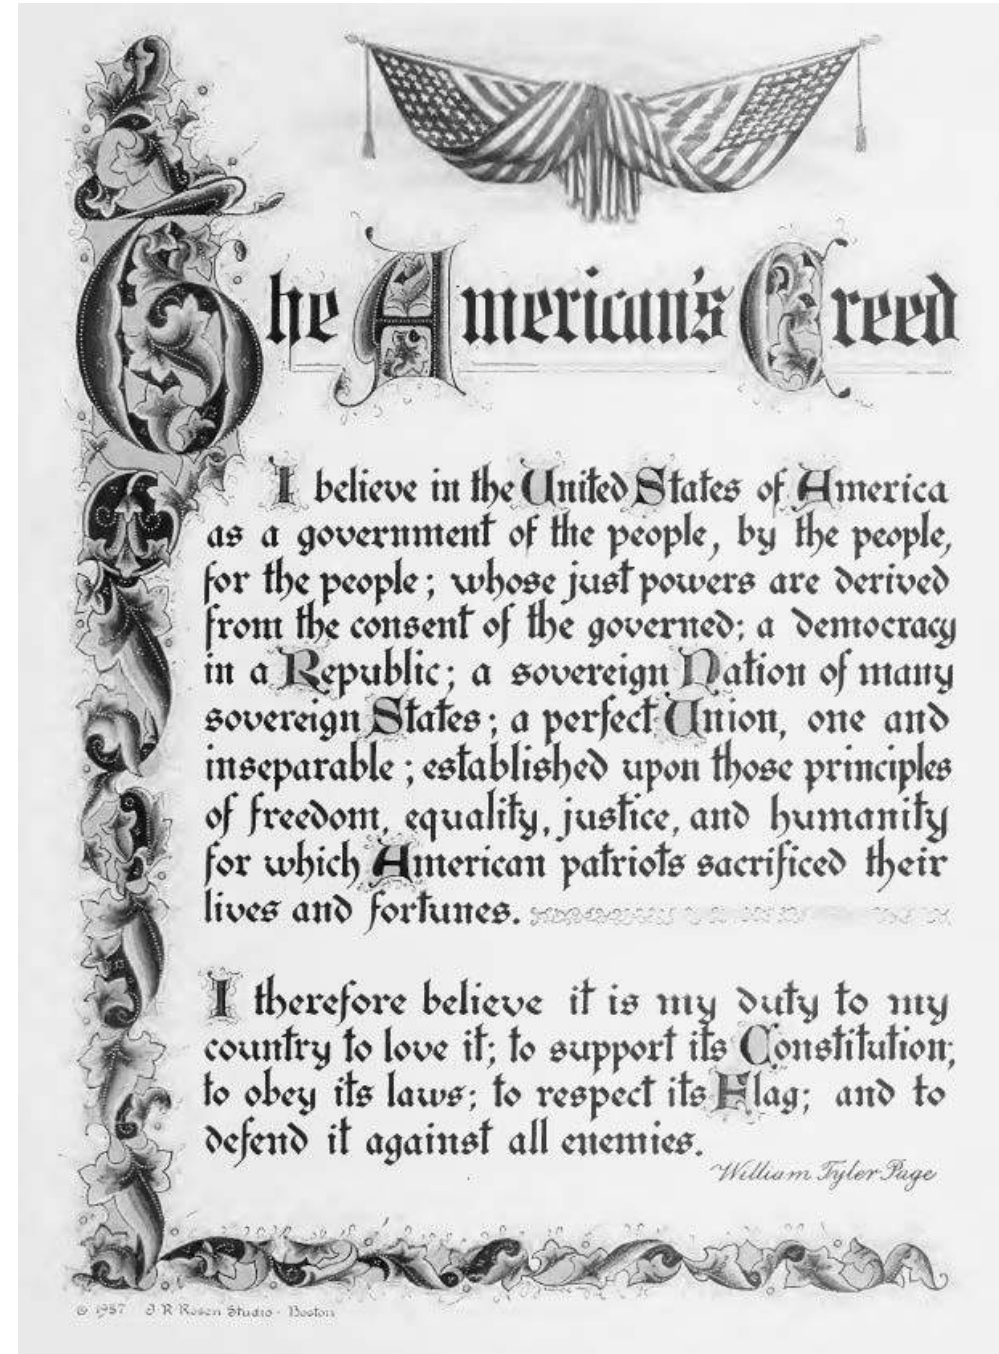 The American's Creed
I believe in the United States of America
as a government of the people, by the people,
for the people; whose just powers are derived
from the consent of the governed; a democracy
in a Republic; a sovereign Nation of many
sovereign States; a perfect Union, one and
inseparable; established upon those principles
of freedom, equality, justice, and humanity
for which American patriots sacrificed their
lives and fortunes.
I therefore believe it is my duty to my
country to love it; to support its Constitution;
to obey its laws; to respect its Flag; and to
defend it against all enemies.
William Tyler Page
© 1957 J R Rosen Studio - Boston